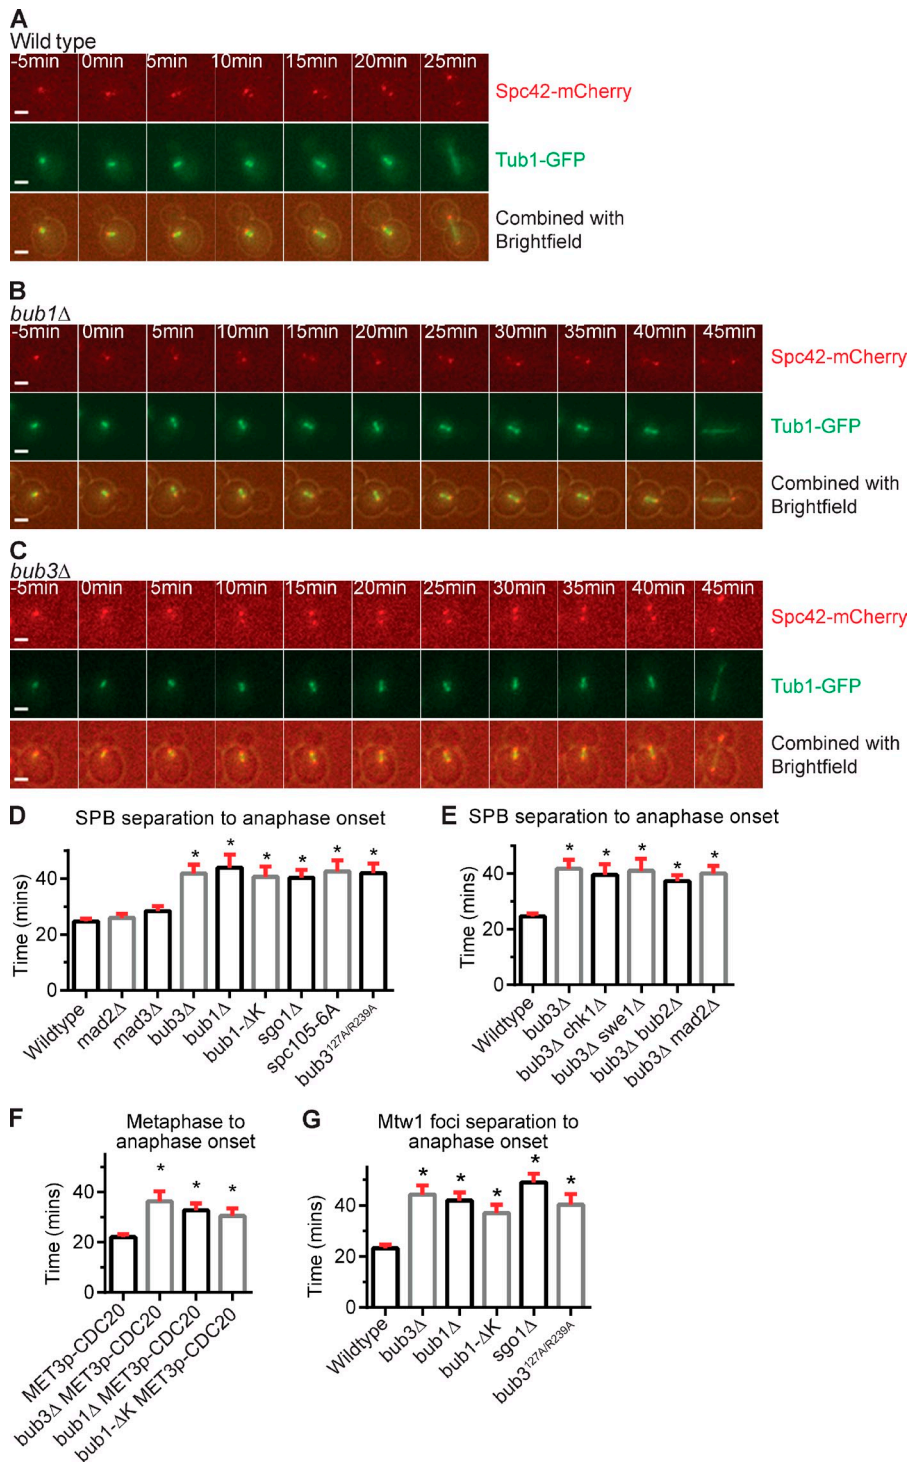 A
Wild type
-5min 0min 5min 10min 15min 20min 25min
Spc42-mCherry
Tub1-GFP
Combined with
Brightfield
B
bub1Δ
-5min 0min 5min 10min 15min 20min 25min 30min 35min 40min 45min
Spc42-mCherry
Tub1-GFP
Combined with
Brightfield
C
bub3Δ
-5min 0min 5min 10min 15min 20min 25min 30min 35min 40min 45min
Spc42-mCherry
Tub1-GFP
Combined with
Brightfield
D
SPB separation to anaphase onset
* * * * * *
Time (mins)
40
20
0
Wildtype
mad2Δ
mad3Δ
bub3Δ
bub1Δ
bub1-ΔK
sgo1Δ
spc105-6A
bub3127A/R239A
E
SPB separation to anaphase onset
* * * * *
Time (mins)
40
20
0
Wildtype
bub3Δ
bub3Δ chk1Δ
bub3Δ swe1Δ
bub3Δ bub2Δ
bub3Δ mad2Δ
F
Metaphase to
anaphase onset
* * *
Time (mins)
40
20
0
MET3p-CDC20
bub3Δ MET3p-CDC20
bub1Δ MET3p-CDC20
bub1-ΔK MET3p-CDC20
G
Mtw1 foci separation to
anaphase onset
* * * * *
Time (mins)
40
20
0
Wildtype
bub3Δ
bub1Δ
bub1-ΔK
sgo1Δ
bub3127A/R239A